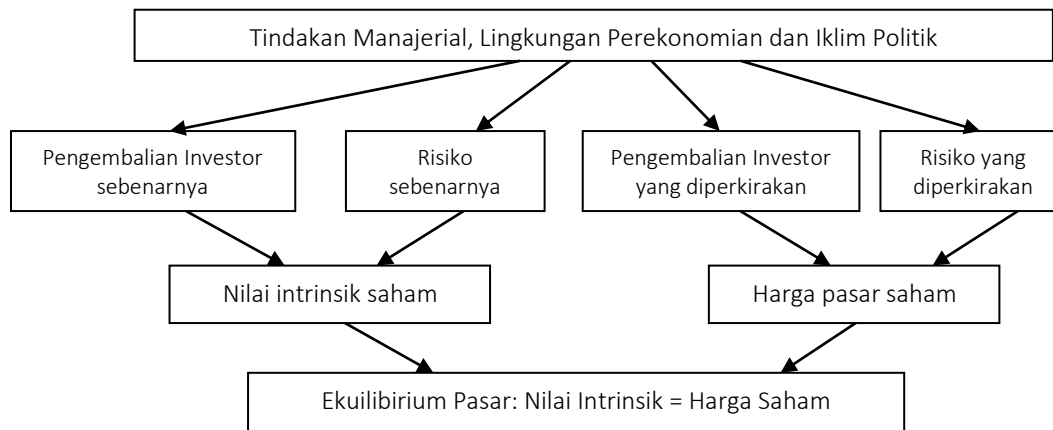 Tindakan Manajerial, Lingkungan Perekonomian dan Iklim Politik
Pengembalian Investor
sebenarnya
Risiko
sebenarnya
Pengembalian Investor
yang diperkirakan
Risiko yang
diperkirakan
Nilai intrinsik saham
Harga pasar saham
Ekuilibirium Pasar: Nilai Intrinsik = Harga Saham